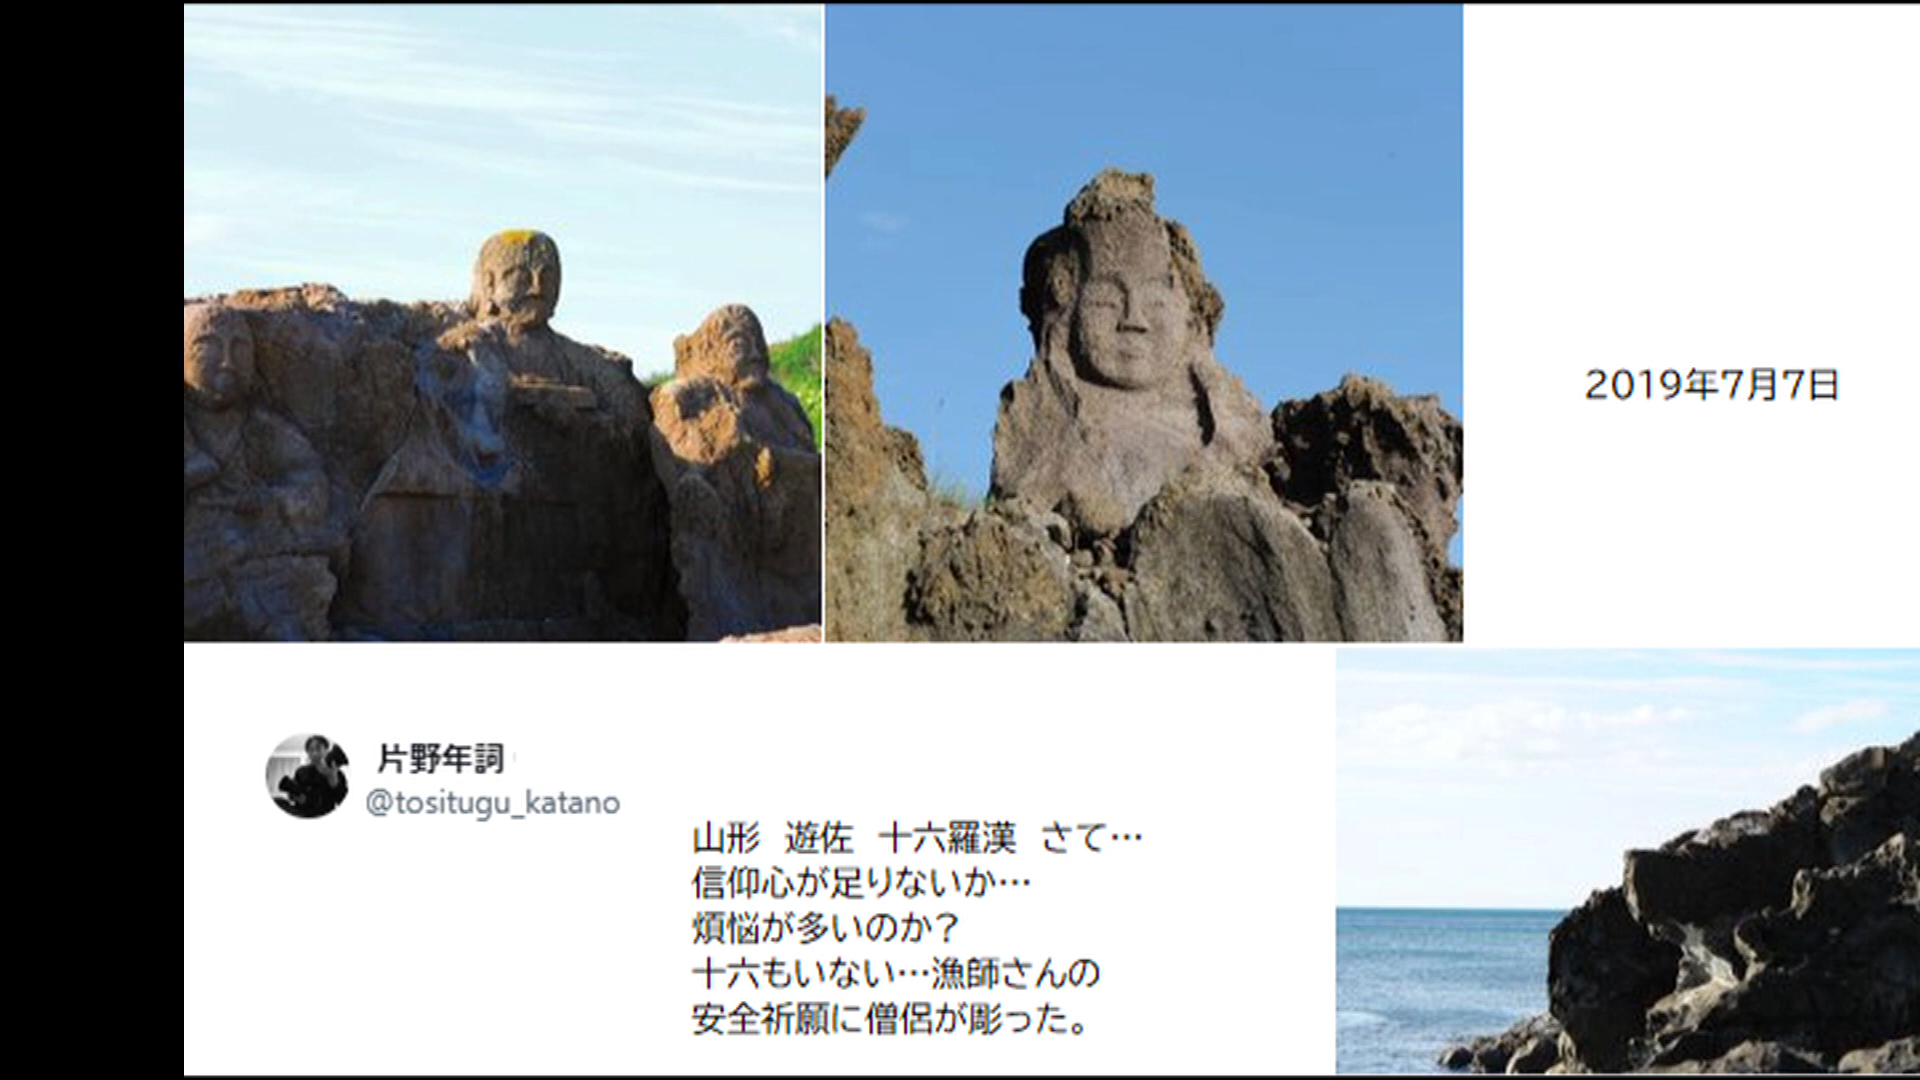 2019年7月7日
片野年詞
@tositugu_katano
山形　遊佐　十六羅漢　さて…
信仰心が足りないか…
煩悩が多いのか？
十六もいない…漁師さんの
安全祈願に僧侶が彫った。